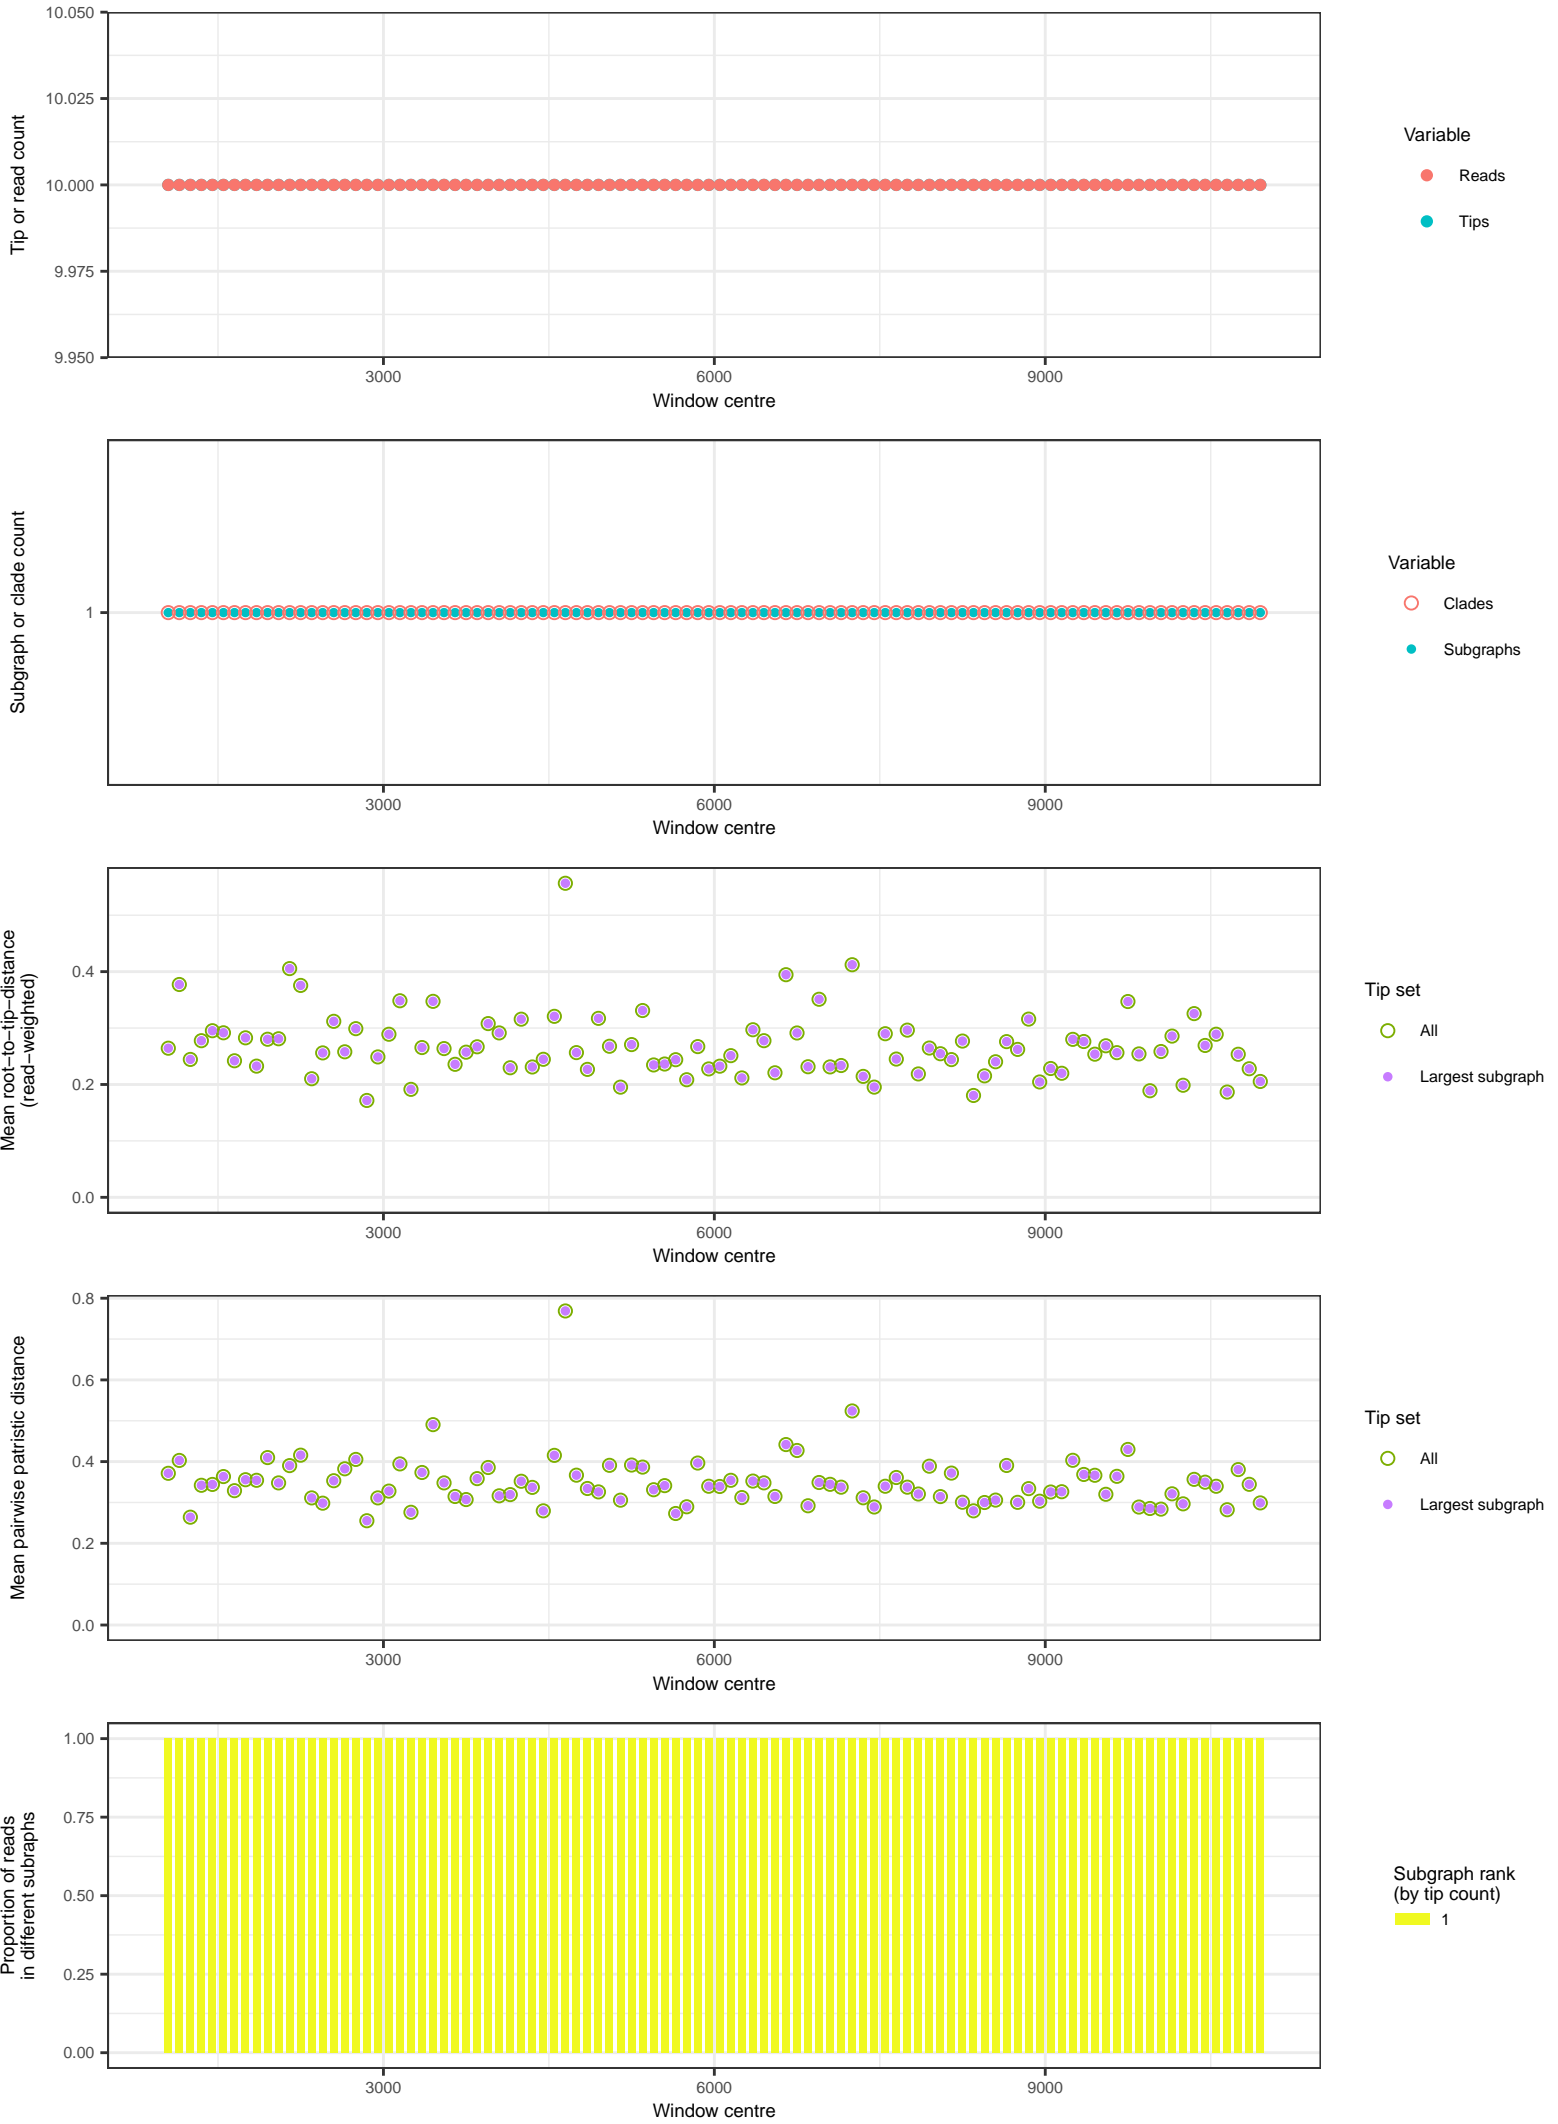 10.050
10.025
10.000
9.975
9.950
Tip or read count
3000
6000
9000
Window centre
Variable
Reads
Tips
1
Subgraph or clade count
3000
6000
9000
Window centre
Variable
Clades
Subgraphs
0.4
0.2
0.0
Mean root−to−tip−distance
(read−weighted)
3000
6000
9000
Window centre
Tip set
All
Largest subgraph
0.8
0.6
0.4
0.2
0.0
Mean pairwise patristic distance
3000
6000
9000
Window centre
Tip set
All
Largest subgraph
1.00
0.75
0.50
0.25
0.00
Proportion of reads
in different subraphs
3000
6000
9000
Window centre
Subgraph rank
(by tip count)
1